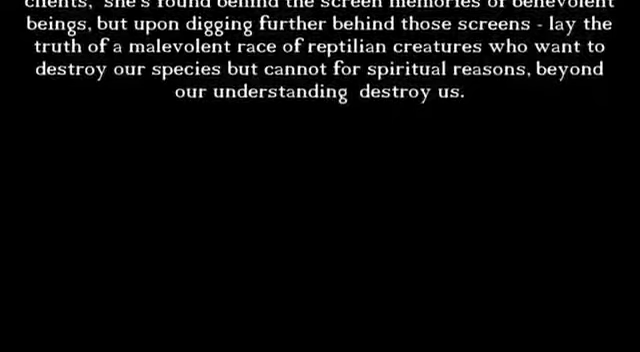 clients, she's found behind the screen memories of benevolent
beings, but upon digging further behind those screens - lay the
truth of a malevolent race of reptilian creatures who want to
destroy our species but cannot for spiritual reasons, beyond
our understanding destroy us.